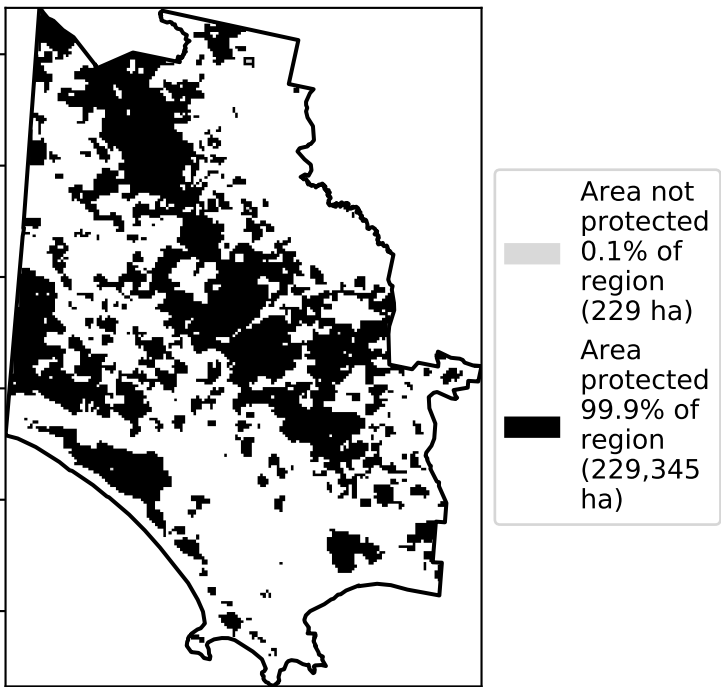 Area not
protected
0.1% of
region
(229 ha)
Area
protected
99.9% of
region
(229,345
ha)